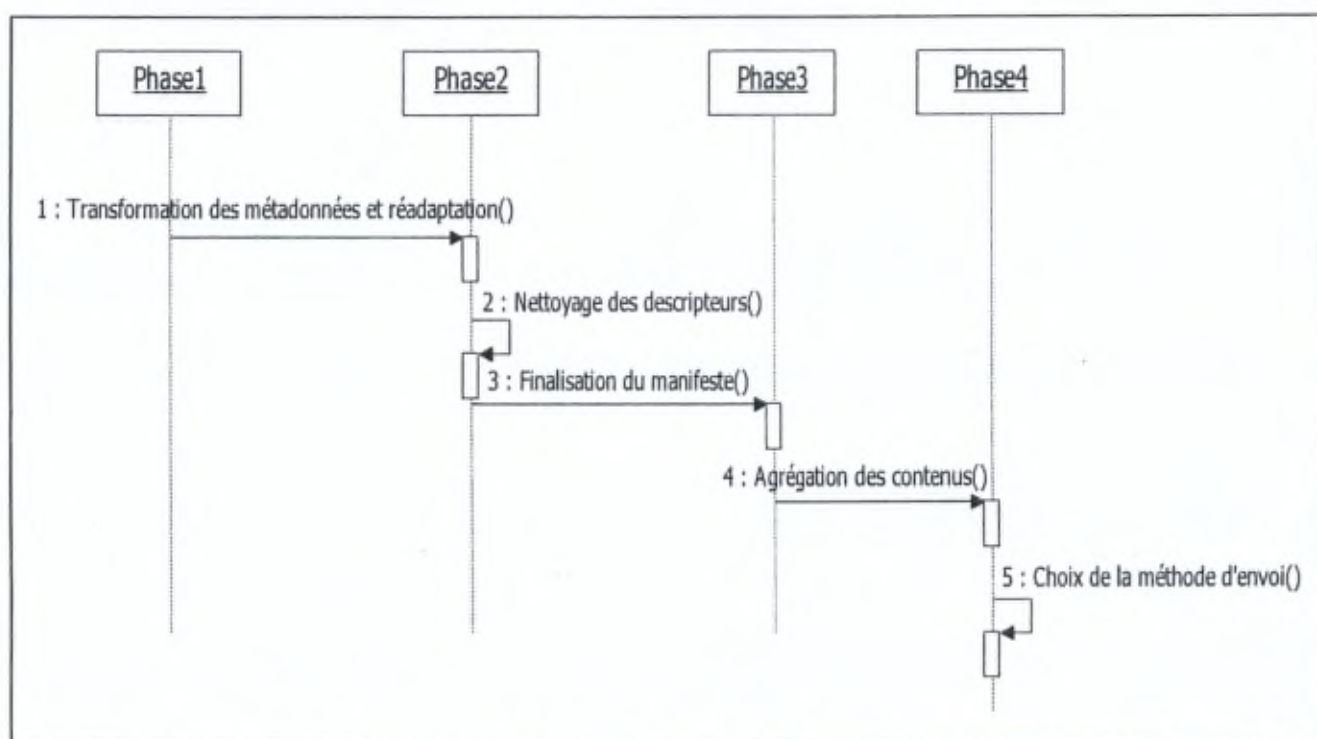 Phase1
Phase2
Phase3
Phase4
1 : Transformation des métadonnées et réadaptation()
2 : Nettoyage des descripteurs()
3 : Finalisation du manifeste()
4 : Agrégation des contenus()
5 : Choix de la méthode d'envoi()